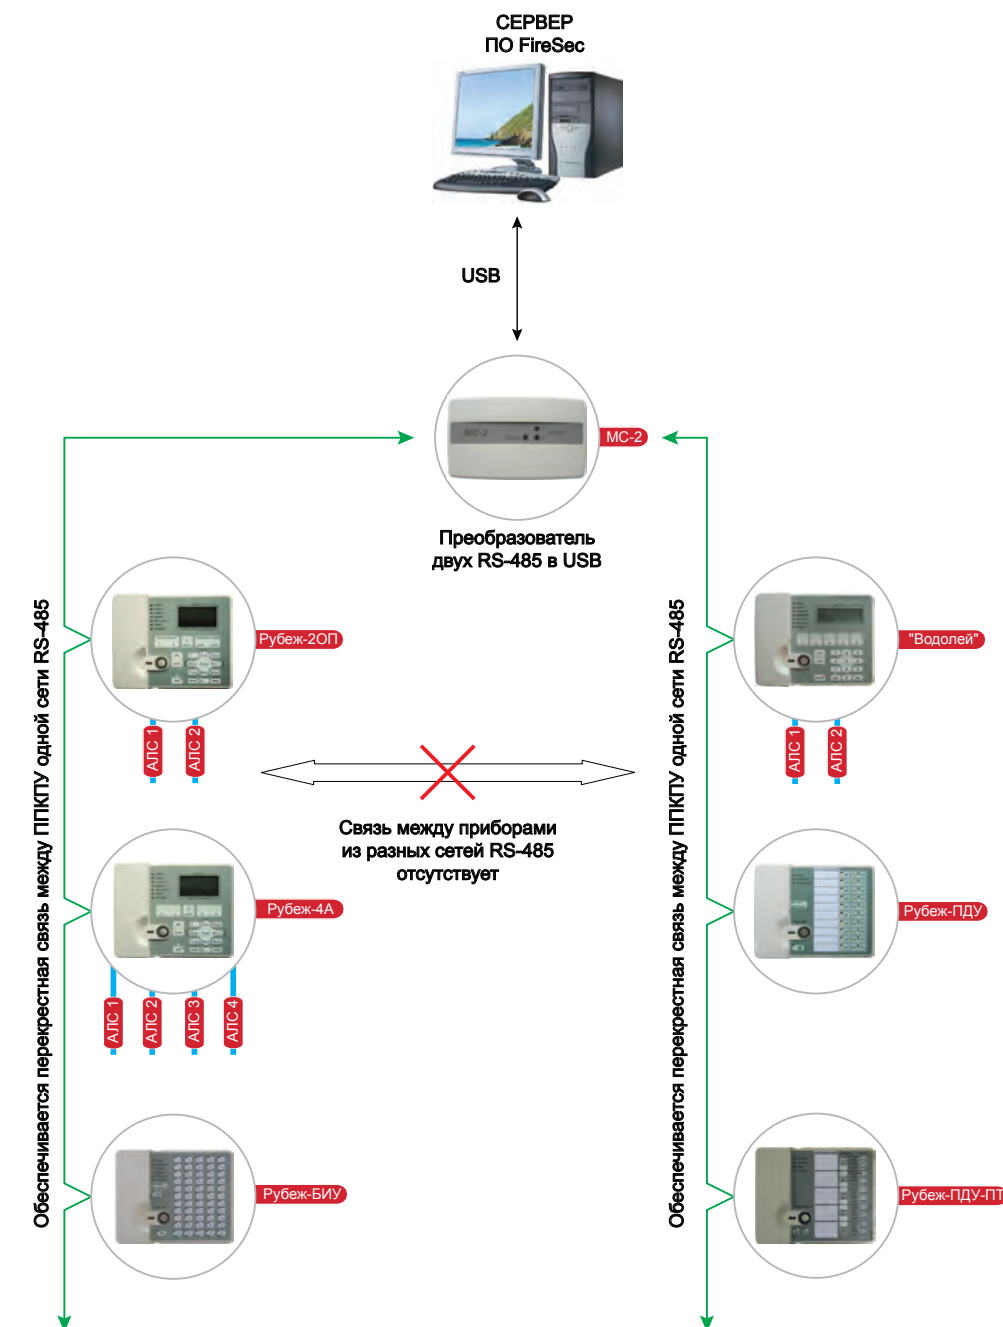 СЕРВЕР
ПО FireSec
USB
МС-2
МС-2
Преобразователь
двух RS-485 в USB
Обеспечивается перекрестная связь между ППКПУ одной сети RS-485
Рубеж-2ОП
АЛС 1
АЛС 2
Рубеж-4А
АЛС 1
АЛС 2
АЛС 3
АЛС 4
Рубеж-БИУ
Связь между приборами
из разных сетей RS-485
отсутствует
Обеспечивается перекрестная связь между ППКПУ одной сети RS-485
"Водолей"
АЛС 1
АЛС 2
Рубеж-ПДУ
Рубеж-ПДУ-ПТ